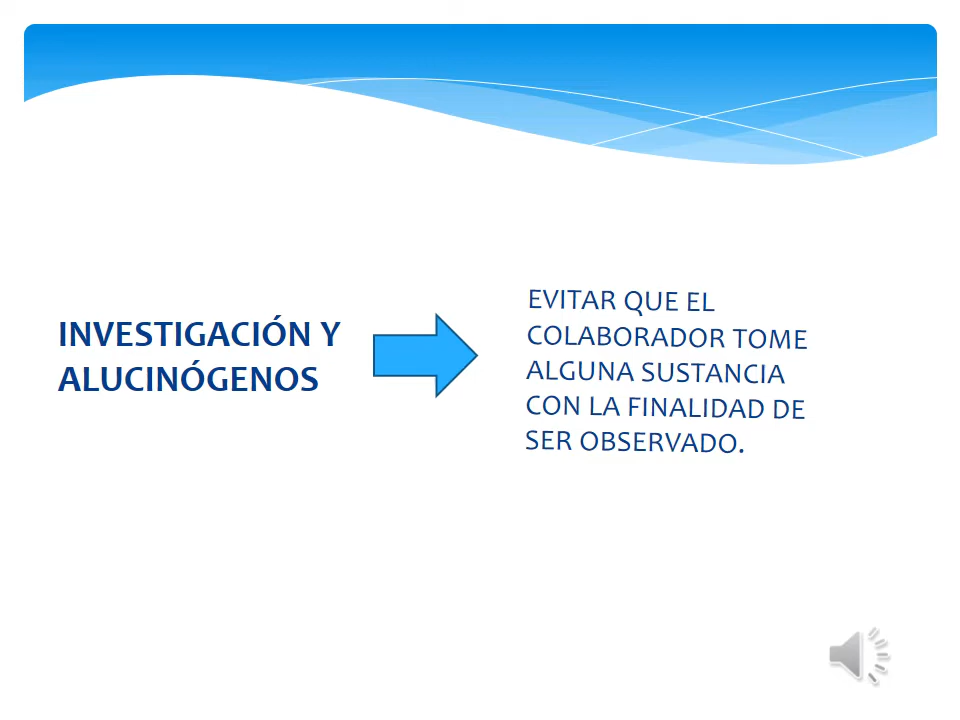 INVESTIGACIÓN Y
ALUCINÓGENOS
EVITAR QUE EL
COLABORADOR TOME
ALGUNA SUSTANCIA
CON LA FINALIDAD DE
SER OBSERVADO.